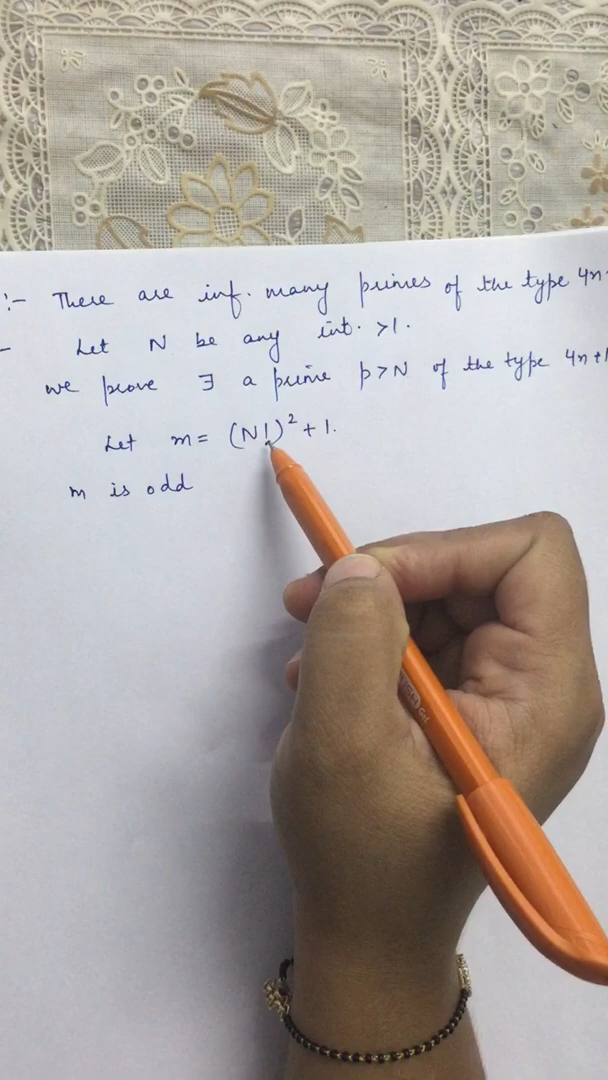 :- There are inf. many primes of the type 4n+
- Let N be any int. >1.
we prove ∃ a prime p>N of the type 4n+1
Let m = (N!)² + 1.
m is odd